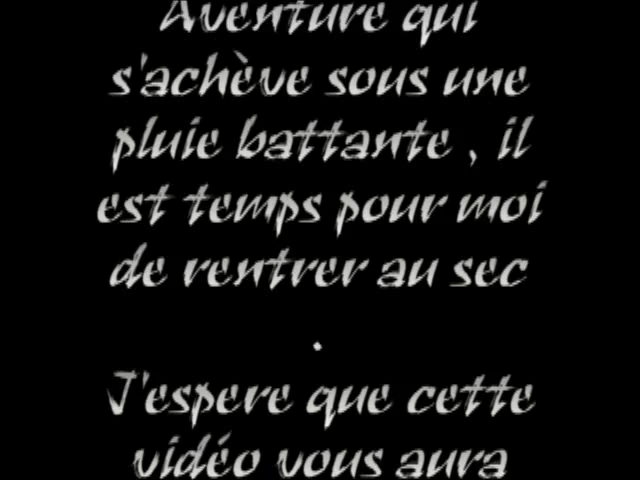 Aventure qui
s'achève sous une
pluie battante , il
est temps pour moi
de rentrer au sec
.
J'espere que cette
vidéo vous aura